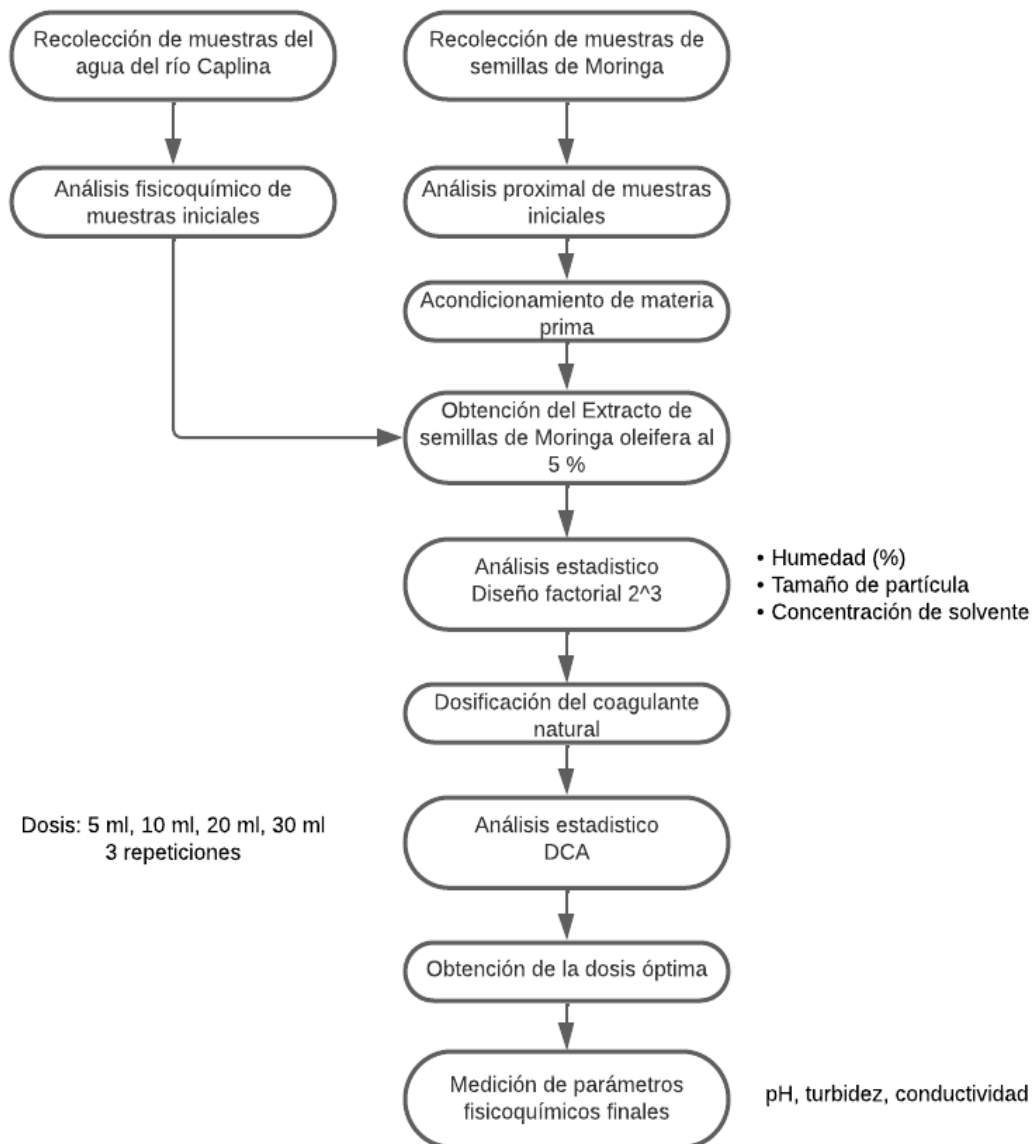 Recolección de muestras del
agua del río Caplina
Recolección de muestras de
semillas de Moringa
Análisis fisicoquímico de
muestras iniciales
Análisis proximal de muestras
iniciales
Acondicionamiento de materia
prima
Obtención del Extracto de
semillas de Moringa oleifera al
5 %
Análisis estadistico
Diseño factorial 2^3
• Humedad (%)
• Tamaño de partícula
• Concentración de solvente
Dosificación del coagulante
natural
Dosis: 5 ml, 10 ml, 20 ml, 30 ml
3 repeticiones
Análisis estadistico
DCA
Obtención de la dosis óptima
Medición de parámetros
fisicoquímicos finales
pH, turbidez, conductividad